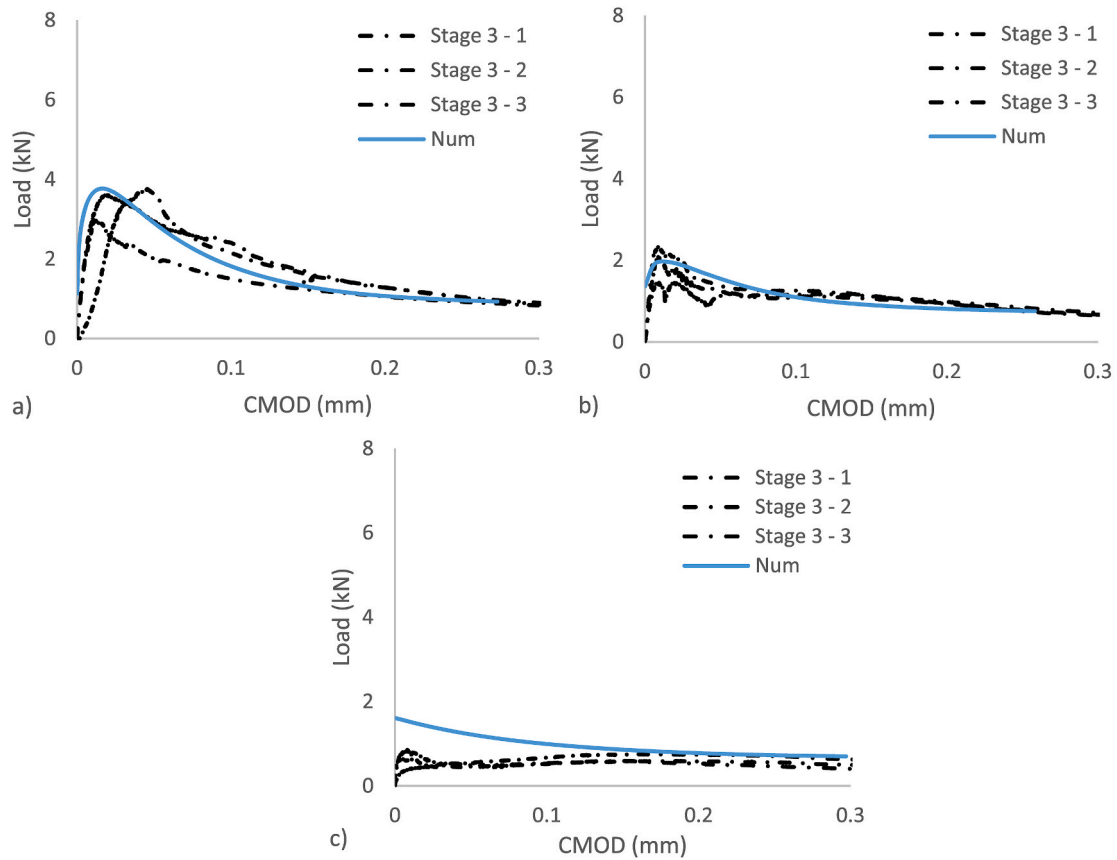 8
6
4
2
0
Load (kN)
0
0.1
0.2
0.3
CMOD (mm)
Stage 3 - 1
Stage 3 - 2
Stage 3 - 3
Num
a)
8
6
4
2
0
Load (kN)
0
0.1
0.2
0.3
CMOD (mm)
Stage 3 - 1
Stage 3 - 2
Stage 3 - 3
Num
b)
8
6
4
2
0
Load (kN)
0
0.1
0.2
0.3
CMOD (mm)
Stage 3 - 1
Stage 3 - 2
Stage 3 - 3
Num
c)